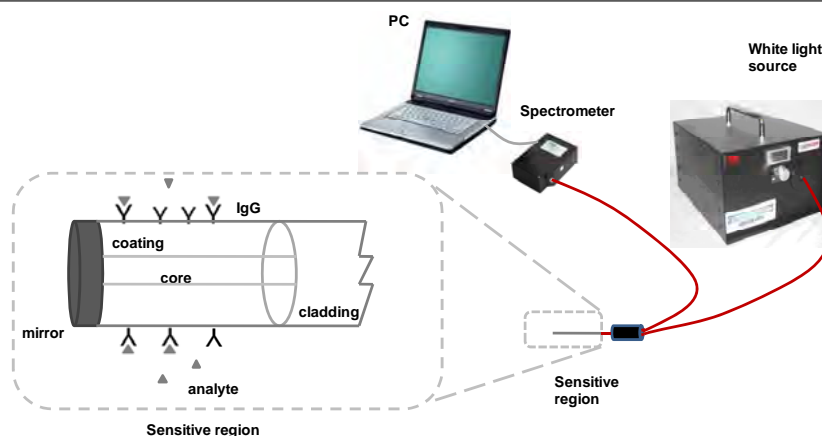 PC
White light
source
Spectrometer
IgG
coating
core
cladding
mirror
analyte
Sensitive
region
Sensitive region